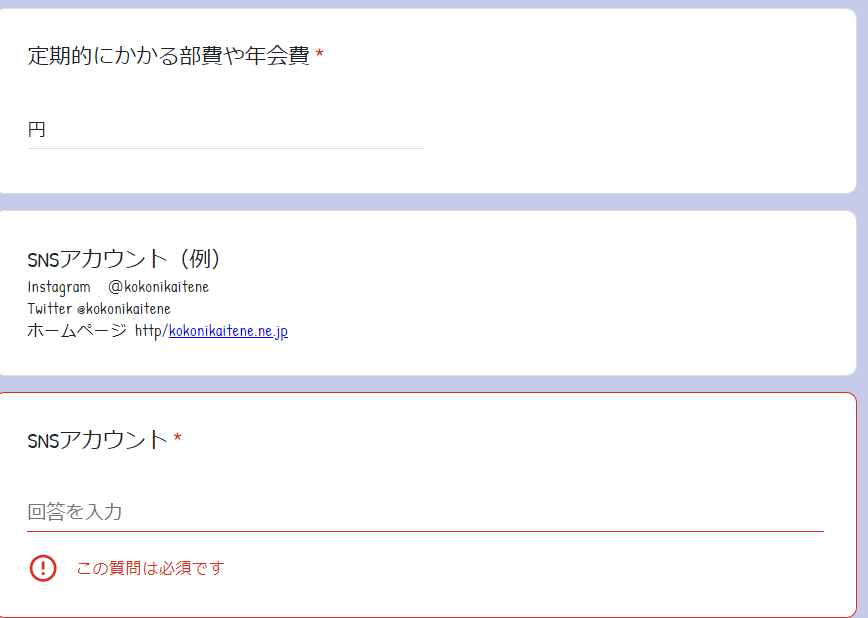 定期的にかかる部費や年会費 *
円
SNSアカウント（例）
Instagram　@kokonikaitene
Twitter @kokonikaitene
ホームページ http/kokonikaitene.ne.jp
SNSアカウント *
回答を入力
この質問は必須です